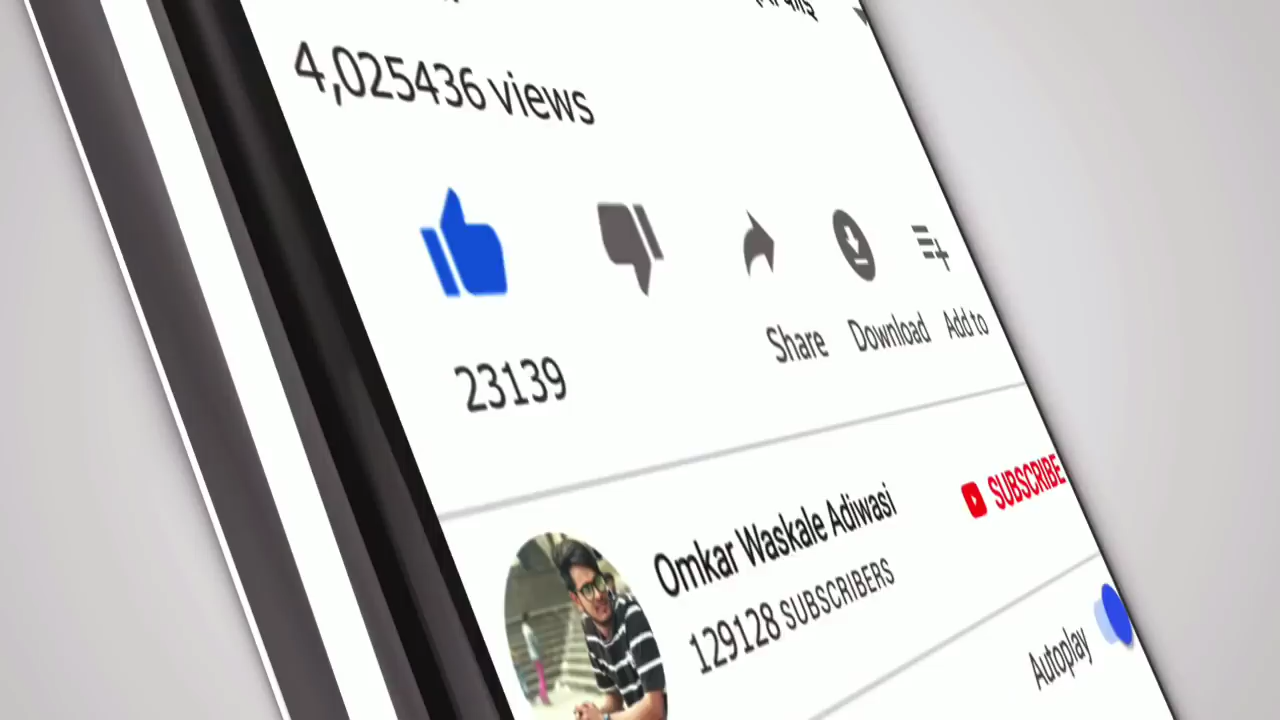 4,025436 views
23139
Share Download Add to
Omkar Waskale Adiwasi
SUBSCRIBE
129128 SUBSCRIBERS
Autoplay